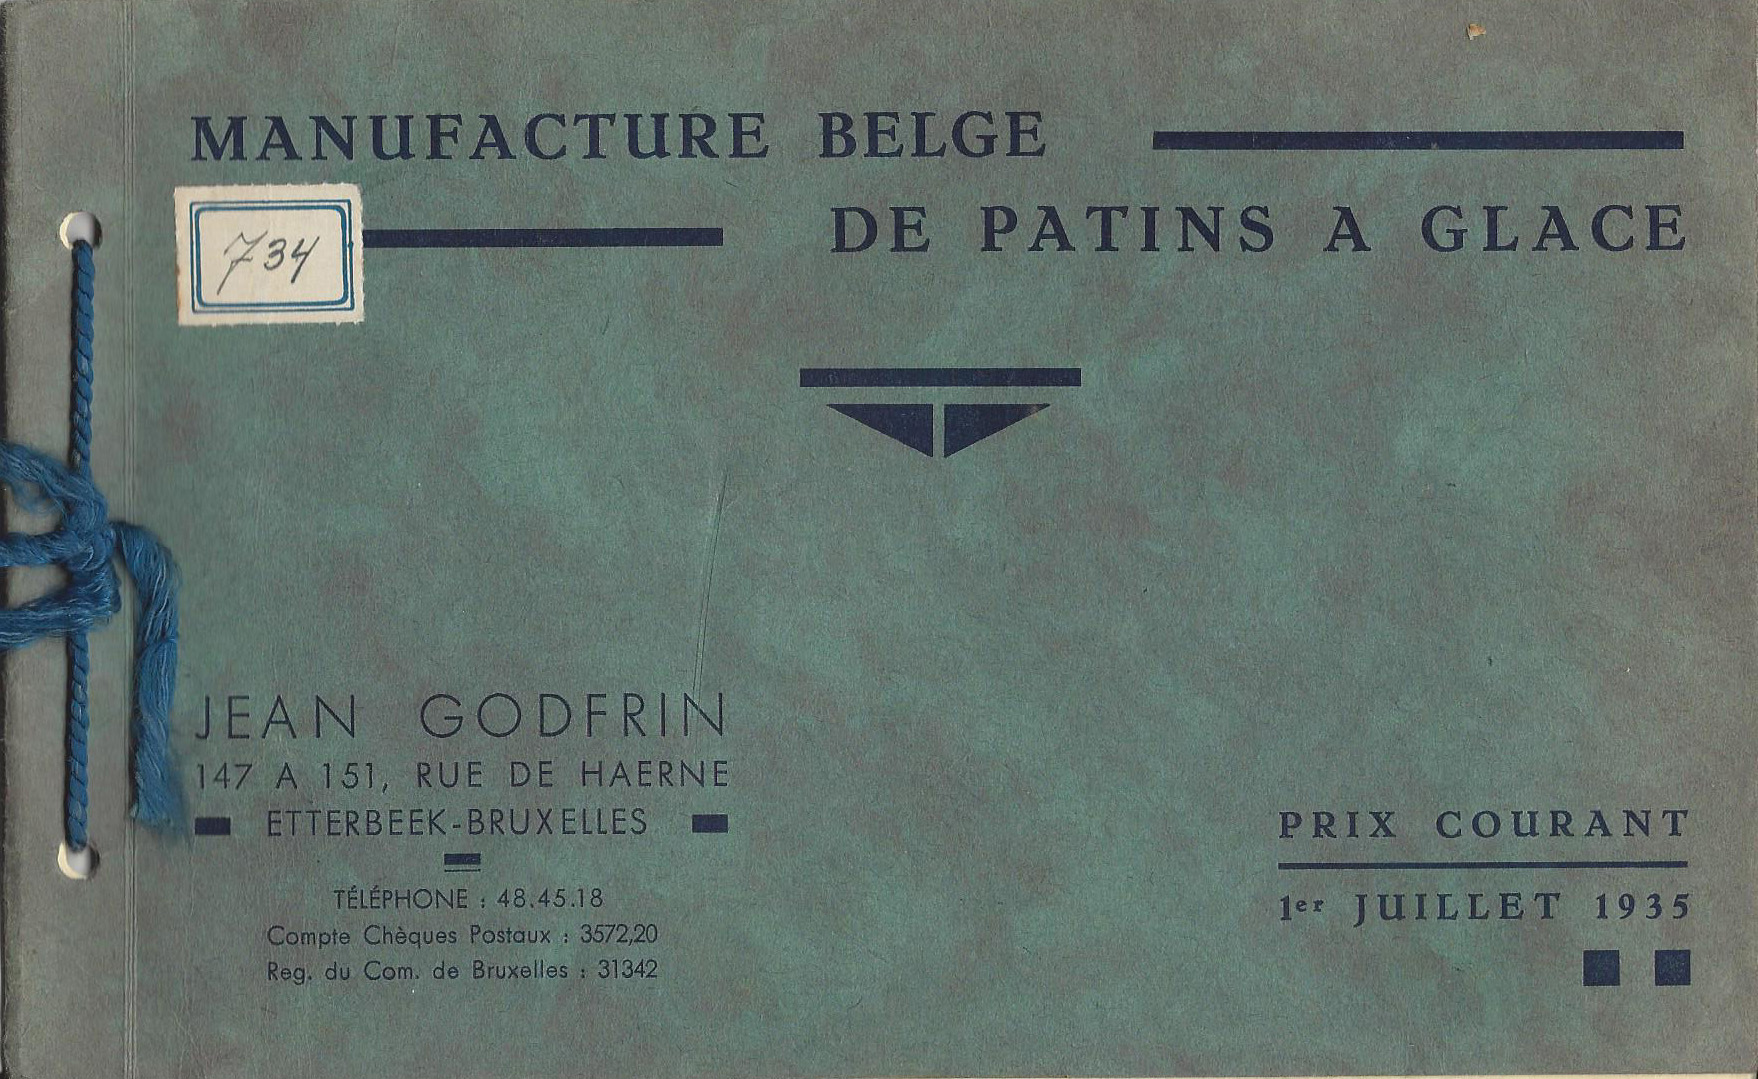 MANUFACTURE BELGE
DE PATINS A GLACE
734
JEAN GODFRIN
147 A 151, RUE DE HAERNE
ETTERBEEK-BRUXELLES
TÉLÉPHONE : 48.45.18
Compte Chèques Postaux : 3572,20
Reg. du Com. de Bruxelles : 31342
PRIX COURANT
1er JUILLET 1935